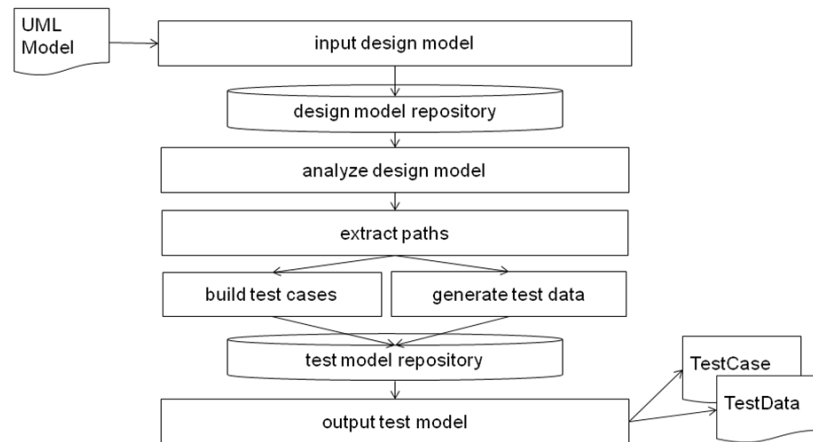 UML
Model
input design model
design model repository
analyze design model
extract paths
build test cases
generate test data
test model repository
output test model
TestCase
TestData